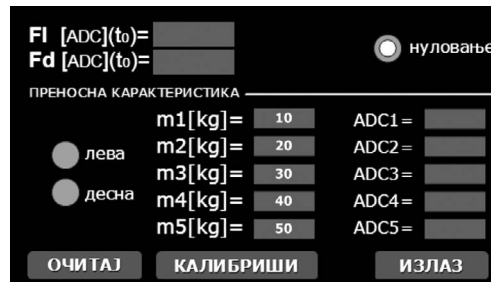 Fl [ADC](t0)=
Fd [ADC](t0)= нуловање
ПРЕНОСНА КАРАКТЕРИСТИКА
m1[kg]= 10 ADC1=
лева m2[kg]= 20 ADC2=
m3[kg]= 30 ADC3=
десна m4[kg]= 40 ADC4=
m5[kg]= 50 ADC5=
ОЧИТАЈ КАЛИБРИШИ ИЗЛАЗ